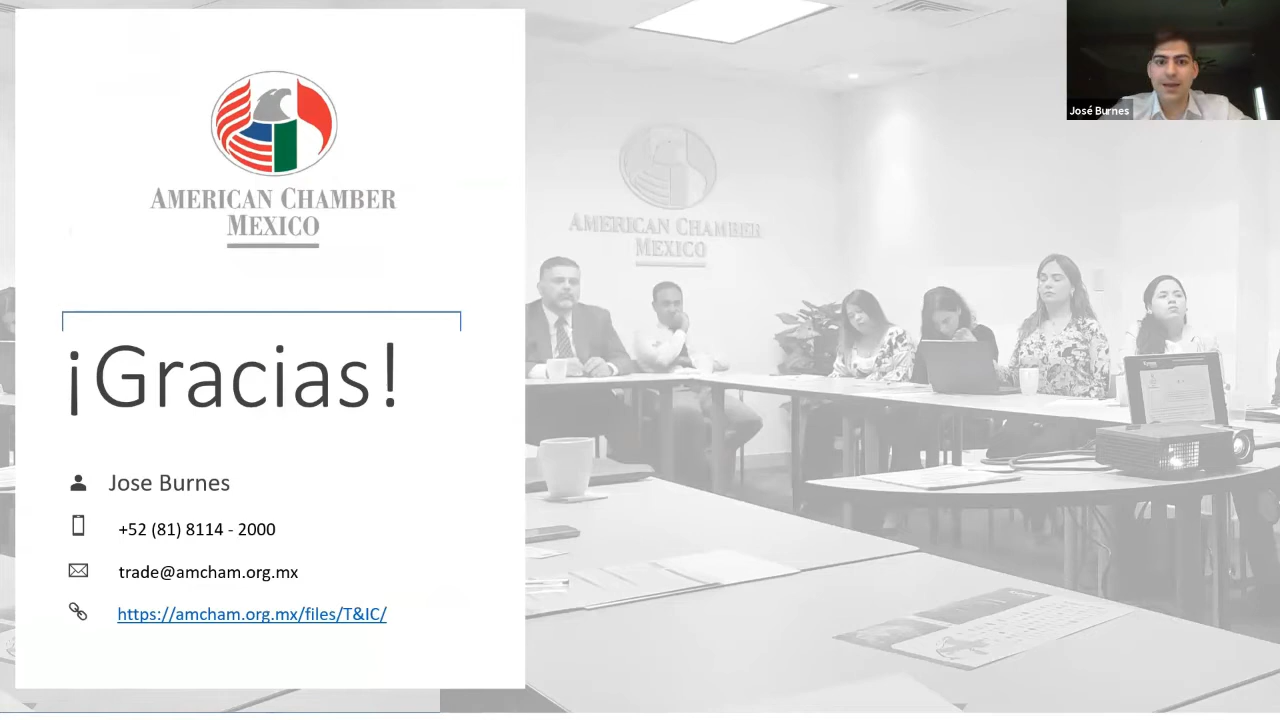 AMERICAN CHAMBER
MEXICO
¡Gracias!
Jose Burnes
+52 (81) 8114 - 2000
trade@amcham.org.mx
https://amcham.org.mx/files/T&IC/
AMERICAN CHAMBER
MEXICO
José Burnes